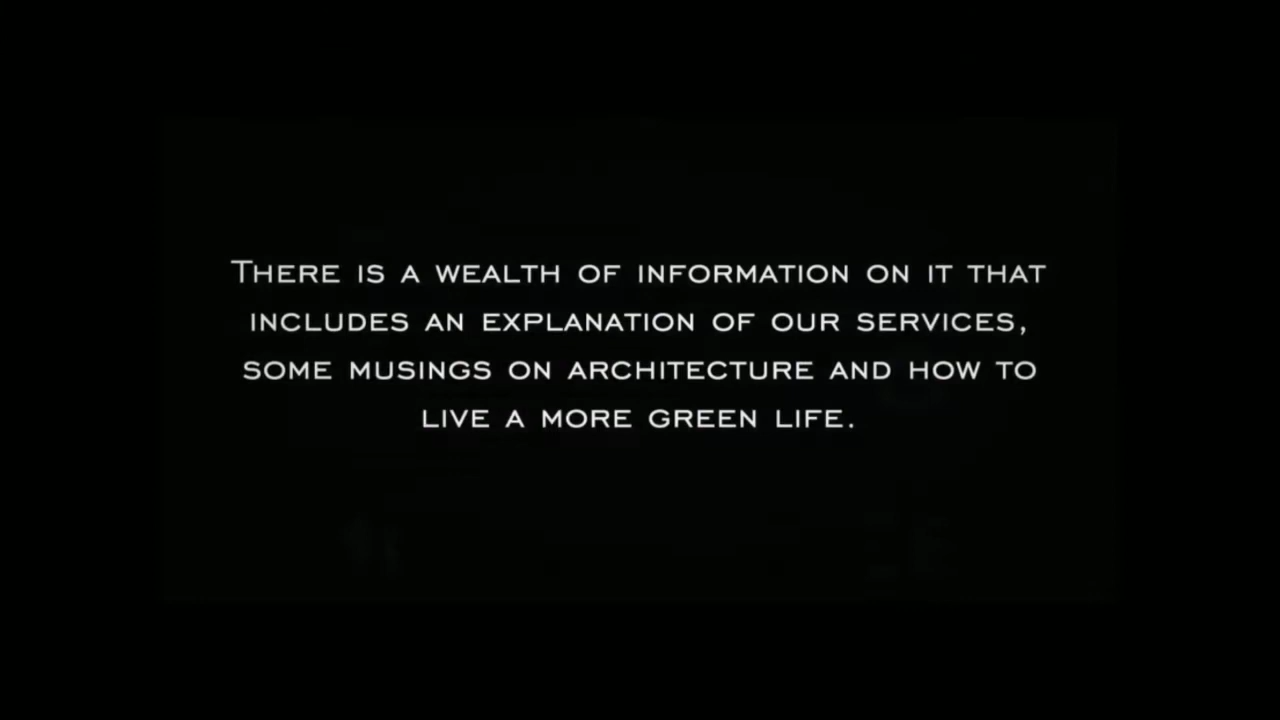 There is a wealth of information on it that
includes an explanation of our services,
some musings on architecture and how to
live a more green life.